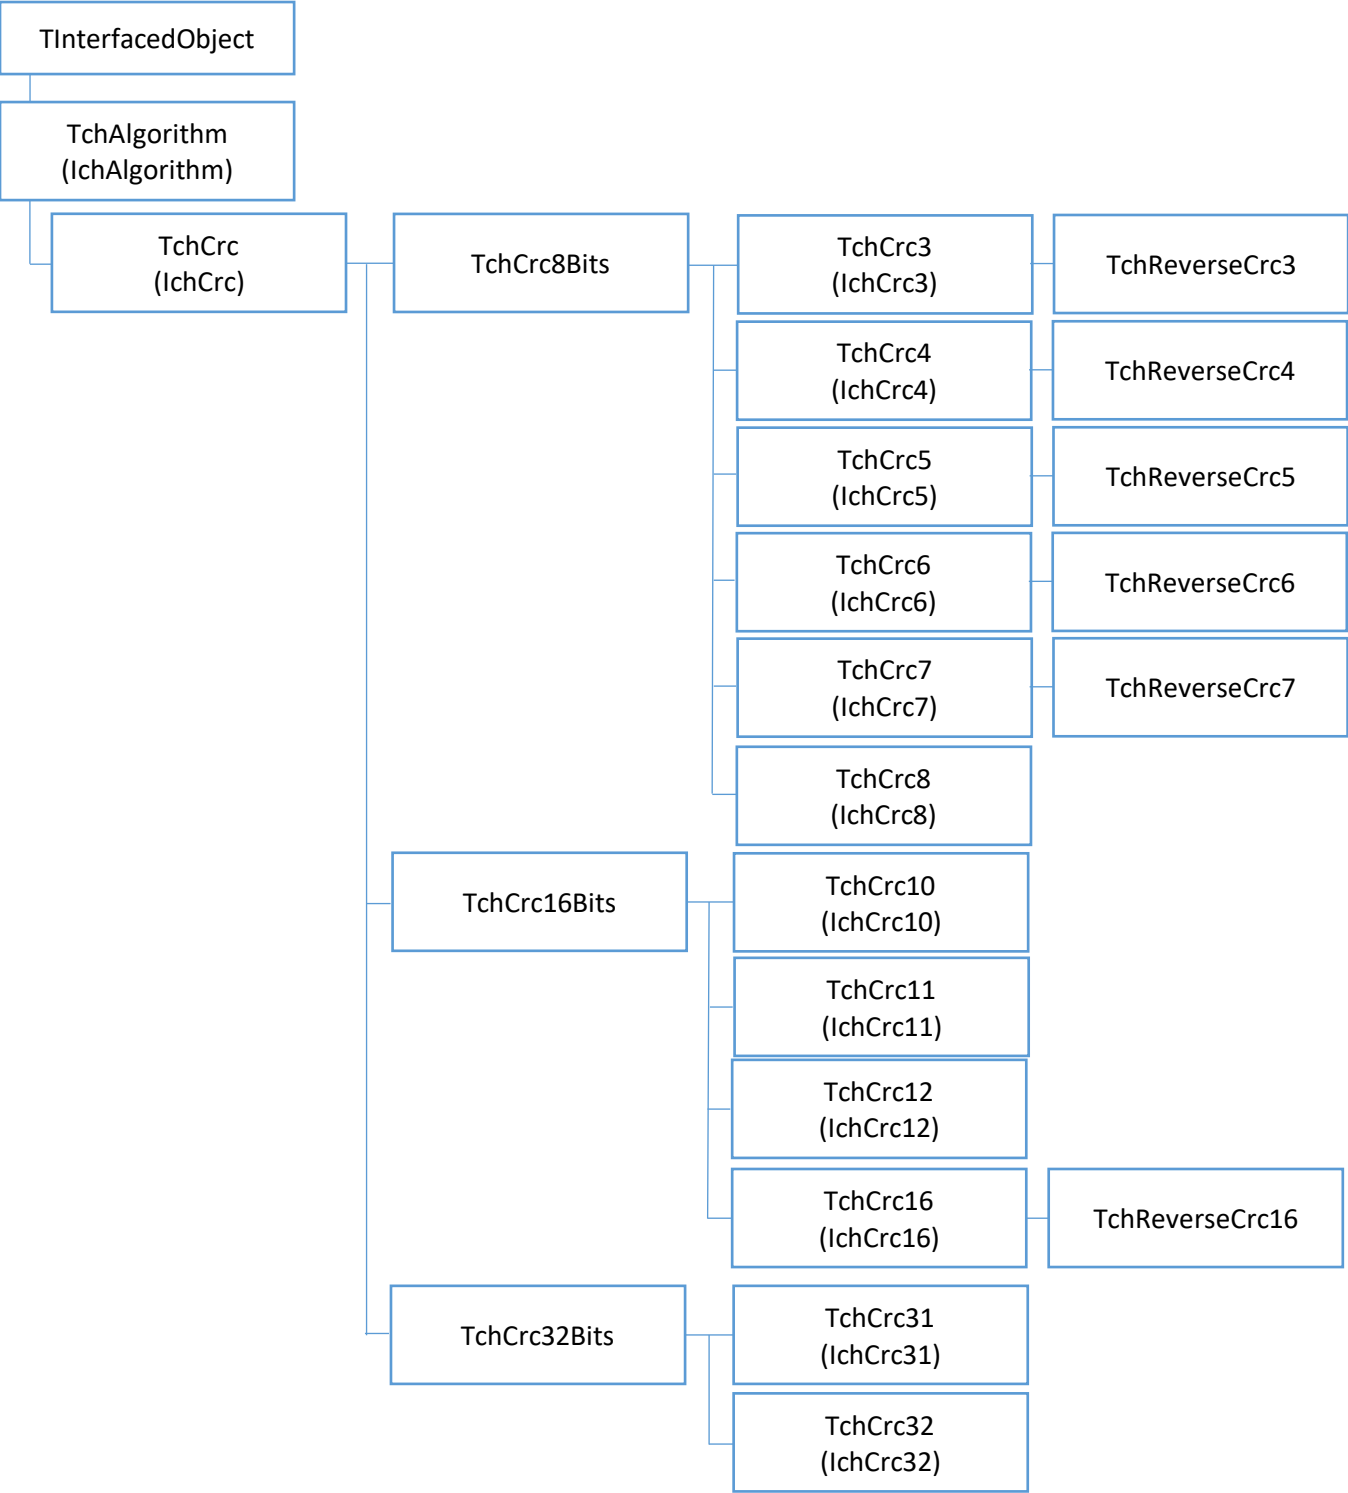 TInterfacedObject
TchAlgorithm
(IchAlgorithm)
TchCrc
(IchCrc)
TchCrc8Bits
TchCrc3
(IchCrc3)
TchReverseCrc3
TchCrc4
(IchCrc4)
TchReverseCrc4
TchCrc5
(IchCrc5)
TchReverseCrc5
TchCrc6
(IchCrc6)
TchReverseCrc6
TchCrc7
(IchCrc7)
TchReverseCrc7
TchCrc8
(IchCrc8)
TchCrc16Bits
TchCrc10
(IchCrc10)
TchCrc11
(IchCrc11)
TchCrc12
(IchCrc12)
TchCrc16
(IchCrc16)
TchReverseCrc16
TchCrc32Bits
TchCrc31
(IchCrc31)
TchCrc32
(IchCrc32)